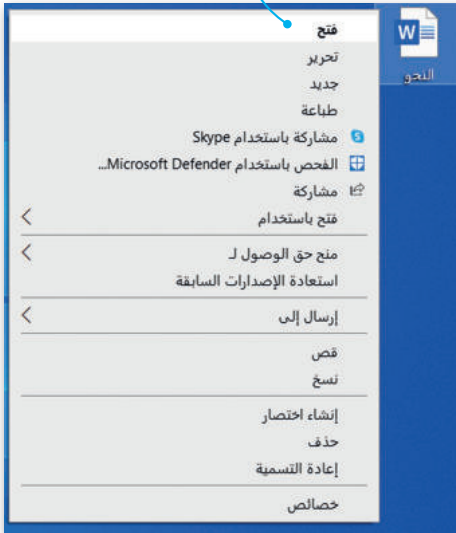 النحو
فتح
تحرير
جديد
طباعة
مشاركة باستخدام Skype
الفحص باستخدام Microsoft Defender...
مشاركة
فتح باستخدام
منح حق الوصول لـ
استعادة الإصدارات السابقة
إرسال إلى
قص
نسخ
إنشاء اختصار
حذف
إعادة التسمية
خصائص